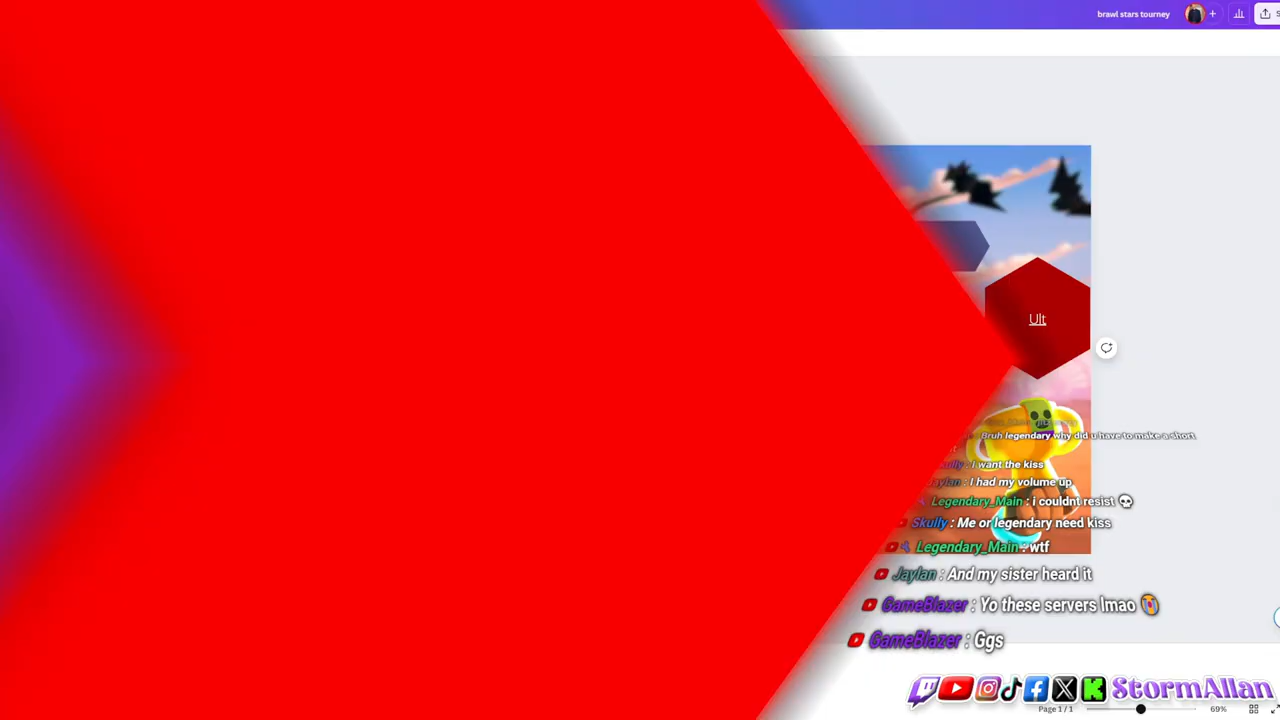 brawl stars tourney
Ult
Bruh legendary why did u have to make a short
Skully : I want the kiss
Jaylan : I had my volume up
Legendary_Main : i couldnt resist 💀
Skully : Me or legendary need kiss
Legendary_Main : wtf
Jaylan : And my sister heard it
GameBlazer : Yo these servers lmao 😭
GameBlazer : Ggs
StormAllan
Page 1 / 1
69%